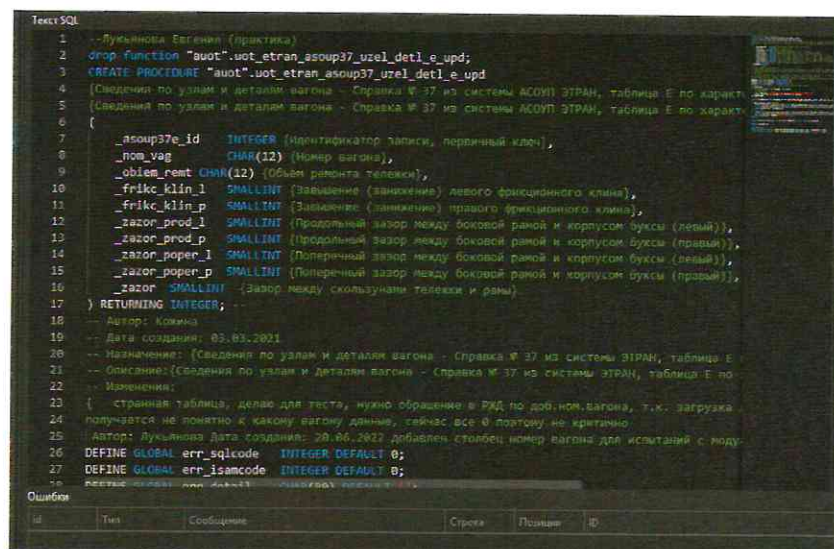 Текст SQL
1 --Лукьянова Евгения (практика)
2 drop function "auot".uot_etran_asoup37_uzel_detl_e_upd;
3 CREATE PROCEDURE "auot".uot_etran_asoup37_uzel_detl_e_upd
4 {Сведения по узлам и деталям вагона - Справка № 37 из системы АСОУП ЭТРАН, таблица Е по характ
5 {Сведения по узлам и деталям вагона - Справка № 37 из системы АСОУП ЭТРАН, таблица Е по характ
6 (
7 _asoup37e_id INTEGER {Идентификатор записи, первичный ключ},
8 _nom_vag CHAR(12) {Номер вагона},
9 _obiem_remt CHAR(12) {Объем ремонта тележки},
10 _frikc_klin_l SMALLINT {Завышение (занижение) левого фрикционного клина},
11 _frikc_klin_p SMALLINT {Завышение (занижение) правого фрикционного клина},
12 _zazor_prod_l SMALLINT {Продольный зазор между боковой рамой и корпусом буксы (левый)},
13 _zazor_prod_p SMALLINT {Продольный зазор между боковой рамой и корпусом буксы (правый)},
14 _zazor_poper_l SMALLINT {Поперечный зазор между боковой рамой и корпусом буксы (левый)},
15 _zazor_poper_p SMALLINT {Поперечный зазор между боковой рамой и корпусом буксы (правый)},
16 _zazor SMALLINT {Зазор между скользунами тележки и рамы}
17 ) RETURNING INTEGER; --
18 -- Автор: Кожина
19 -- Дата создания: 03.03.2021
20 -- Назначение: {Сведения по узлам и деталям вагона - Справка № 37 из системы ЭТРАН, таблица Е
21 -- Описание:{Сведения по узлам и деталям вагона - Справка № 37 из системы ЭТРАН, таблица Е по
22 -- Изменения:
23 { странная таблица, делаю для теста, нужно обращение в РЖД по доб.ном.вагона, т.к. загрузка
24 получается не понятно к какому вагону данные, сейчас все 0 поэтому не критично
25 Автор: Лукьянова Дата создания: 20.06.2022 добавлен столбец номер вагона для испытаний с моду
26 DEFINE GLOBAL err_sqlcode INTEGER DEFAULT 0;
27 DEFINE GLOBAL err_isamcode INTEGER DEFAULT 0;
28 DEFINE GLOBAL
Ошибки
id Тип Сообщение Строка Позиция ID